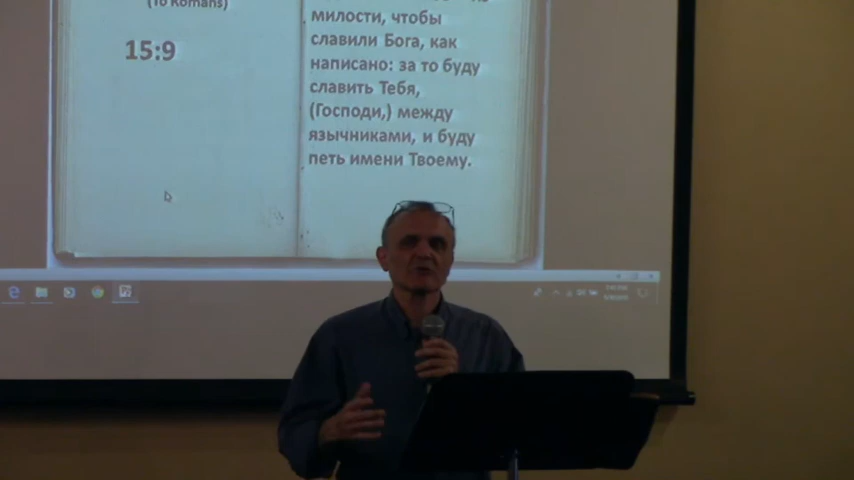 (To Romans)
15:9
милости, чтобы
славили Бога, как
написано: за то буду
славить Тебя,
(Господи,) между
язычниками, и буду
петь имени Твоему.